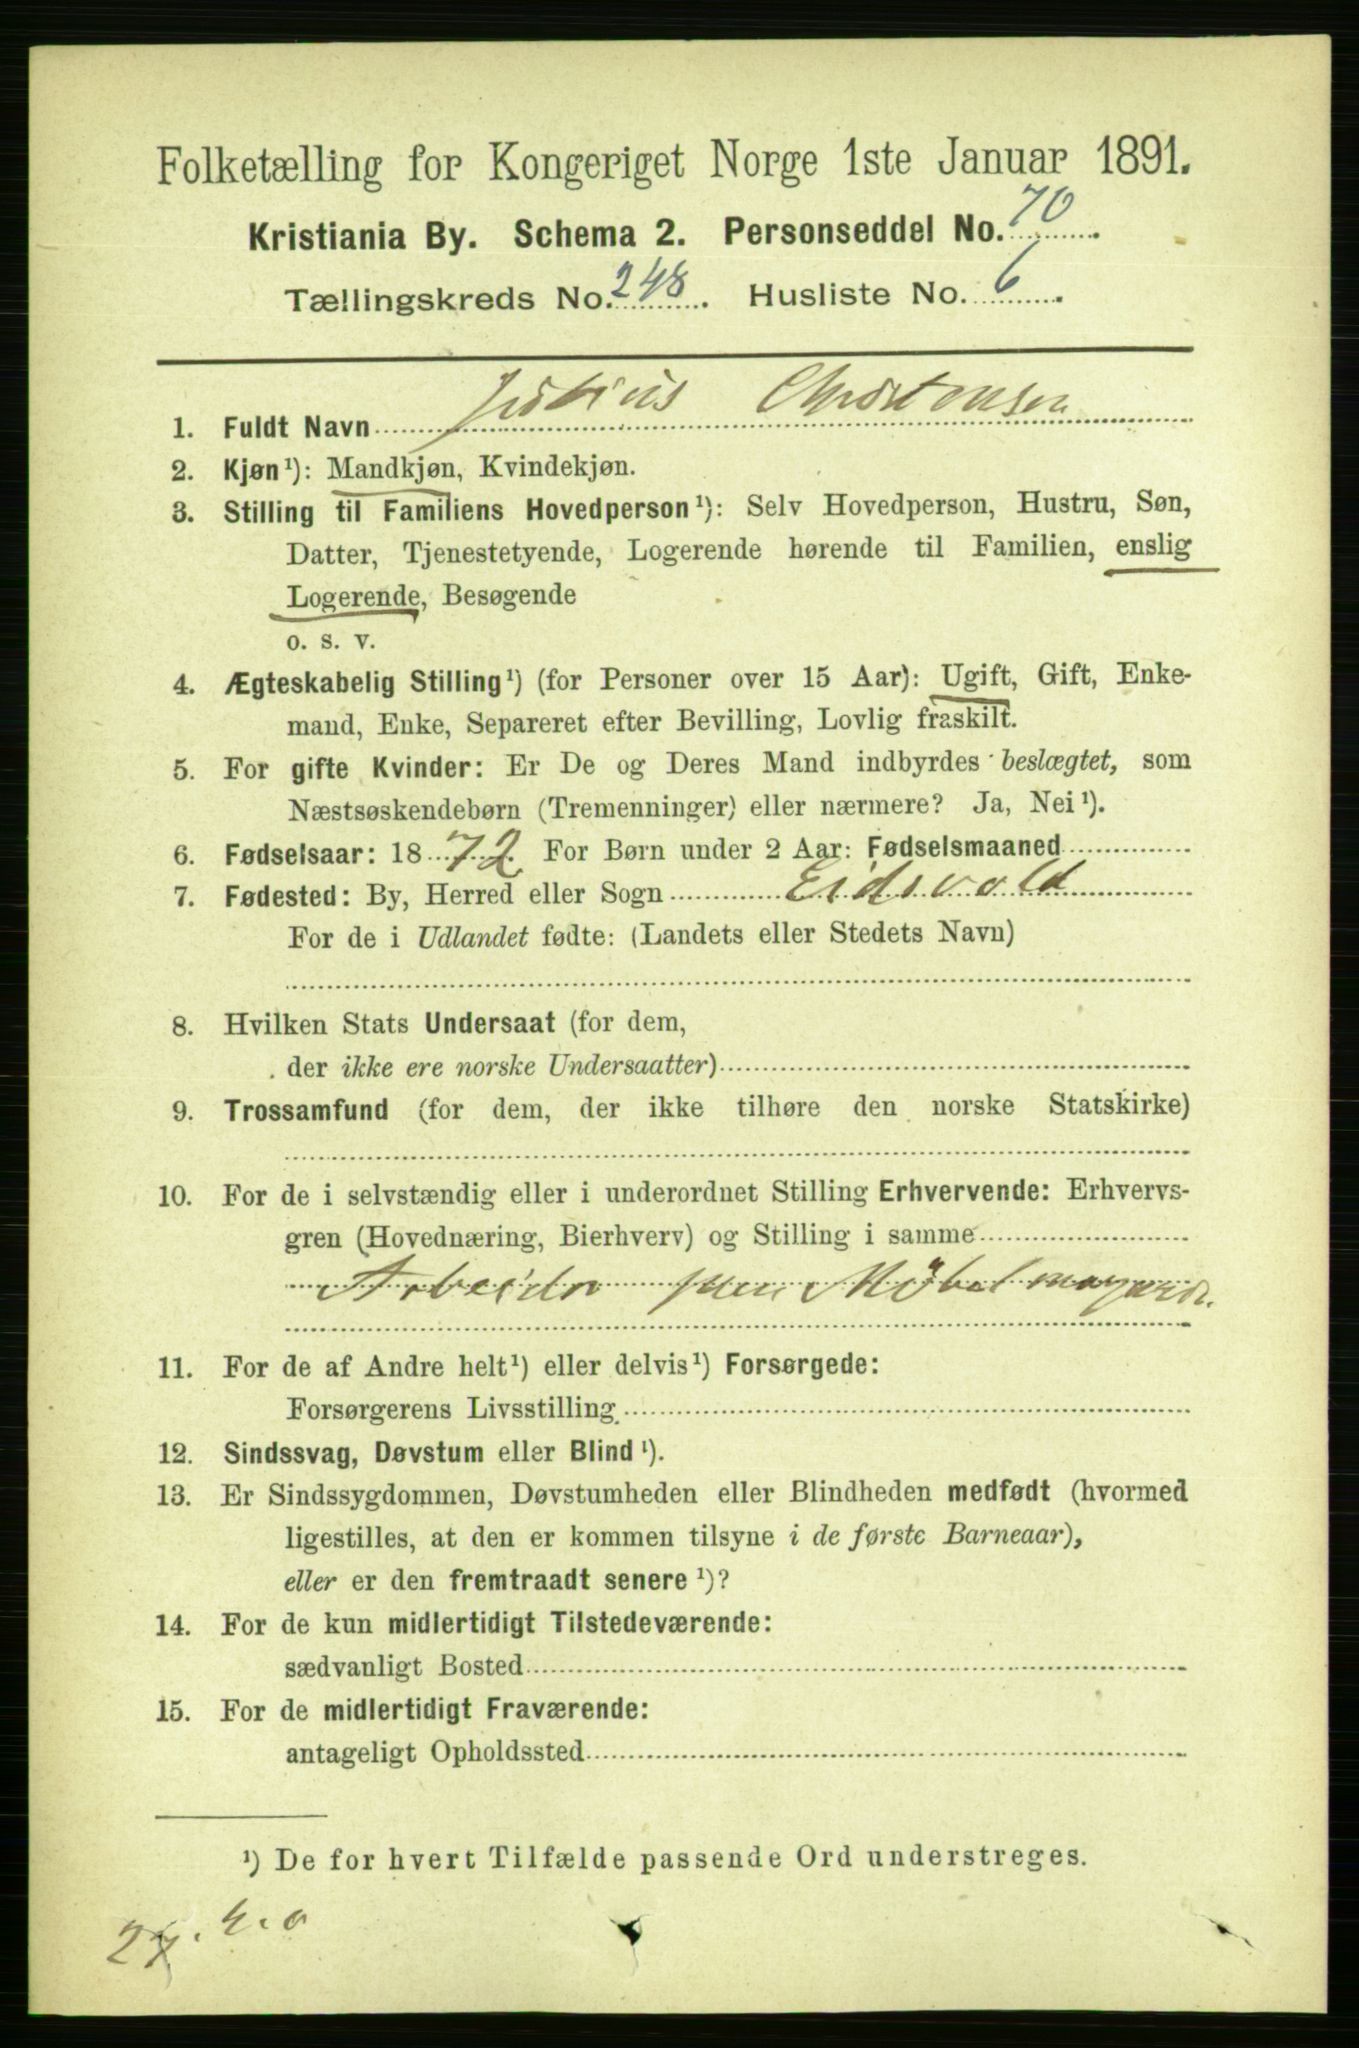 Folketælling for Kongeriget Norge 1ste Januar 1891.
Kristiania By. Schema 2. Personseddel No. 70
Tællingskreds No. 248. Husliste No. 6.
1. Fuldt Navn Julius Christensen
2. Kjøn¹): Mandkjøn, Kvindekjøn.
3. Stilling til Familiens Hovedperson¹): Selv Hovedperson, Hustru, Søn,
Datter, Tjenestetyende, Logerende hørende til Familien, enslig
Logerende, Besøgende
o. s. v.
4. Ægteskabelig Stilling¹) (for Personer over 15 Aar): Ugift, Gift, Enke-
mand, Enke, Separeret efter Bevilling, Lovlig fraskilt.
5. For gifte Kvinder: Er De og Deres Mand indbyrdes beslægtet, som
Næstsøskendebørn (Tremenninger) eller nærmere? Ja, Nei¹).
6. Fødselsaar: 1872. For Børn under 2 Aar: Fødselsmaaned
7. Fødested: By, Herred eller Sogn Eidsvold
For de i Udlandet fødte: (Landets eller Stedets Navn)
8. Hvilken Stats Undersaat (for dem,
der ikke ere norske Undersaatter)
9. Trossamfund (for dem, der ikke tilhøre den norske Statskirke)
10. For de i selvstændig eller i underordnet Stilling Erhvervende: Erhvervs-
gren (Hovednæring, Bierhverv) og Stilling i samme
Arbeider
11. For de af Andre helt¹) eller delvis¹) Forsørgede:
Forsørgerens Livsstilling
12. Sindssvag, Døvstum eller Blind¹).
13. Er Sindssygdommen, Døvstumheden eller Blindheden medfødt (hvormed
ligestilles, at den er kommen tilsyne i de første Barneaar),
eller er den fremtraadt senere¹)?
14. For de kun midlertidigt Tilstedeværende:
sædvanligt Bosted
15. For de midlertidigt Fraværende:
antageligt Opholdssted
¹) De for hvert Tilfælde passende Ord understreges.